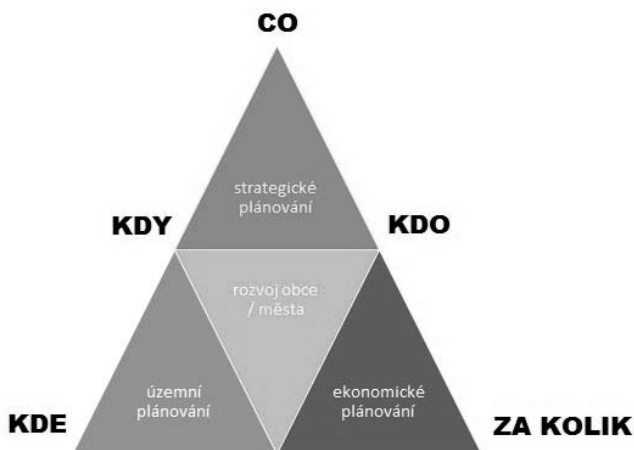 CO
strategické
plánování
KDY
KDO
rozvoj obce
/ města
územní
plánování
ekonomické
plánování
KDE
ZA KOLIK